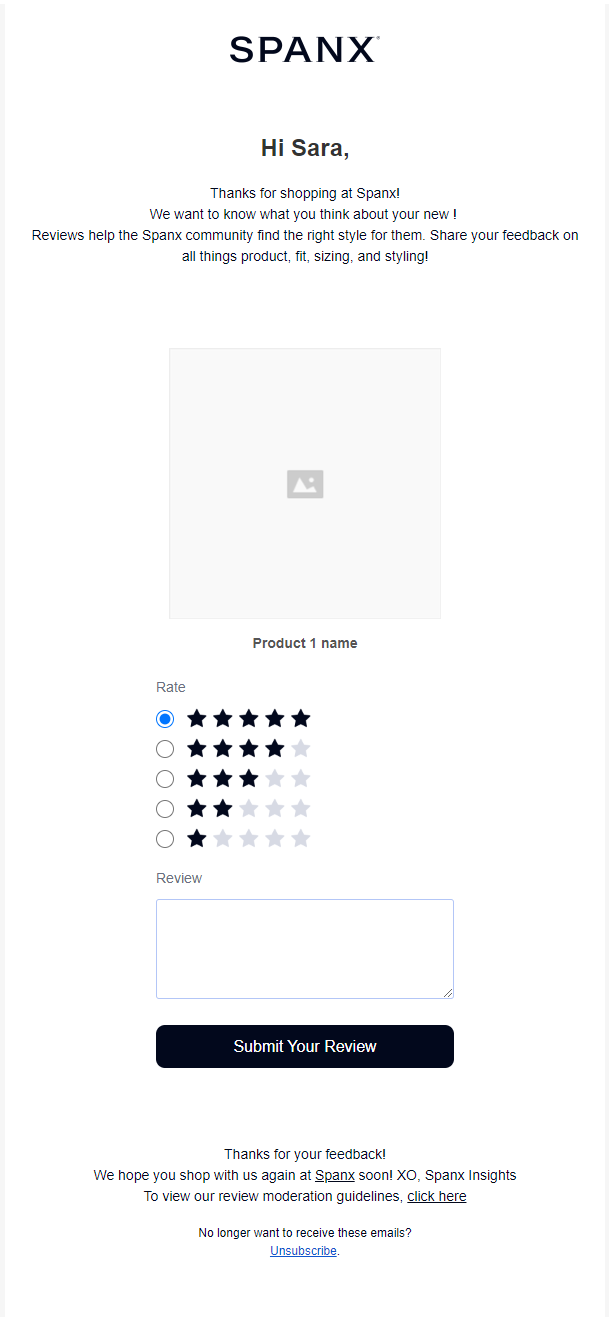 SPANX®
Hi Sara,
Thanks for shopping at Spanx!
We want to know what you think about your new !
Reviews help the Spanx community find the right style for them. Share your feedback on
all things product, fit, sizing, and styling!
Product 1 name
Rate
Review
Submit Your Review
Thanks for your feedback!
We hope you shop with us again at Spanx soon! XO, Spanx Insights
To view our review moderation guidelines, click here
No longer want to receive these emails?
Unsubscribe.